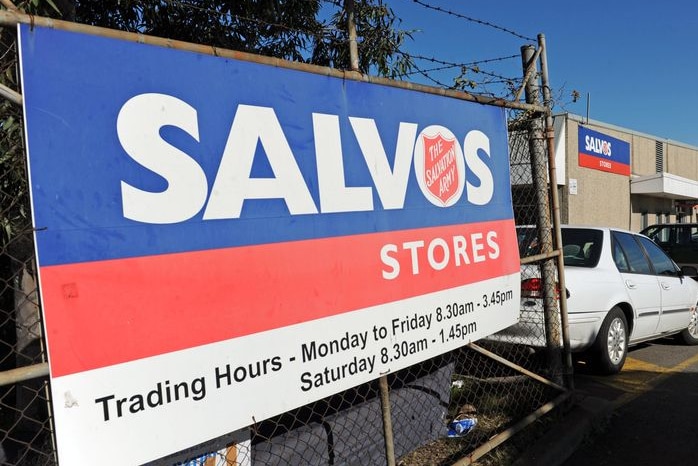 SALVOS
THE
SALVATION
ARMY
STORES
Trading Hours - Monday to Friday 8.30am - 3.45pm
Saturday 8.30am - 1.45pm
SALVOS
STORES